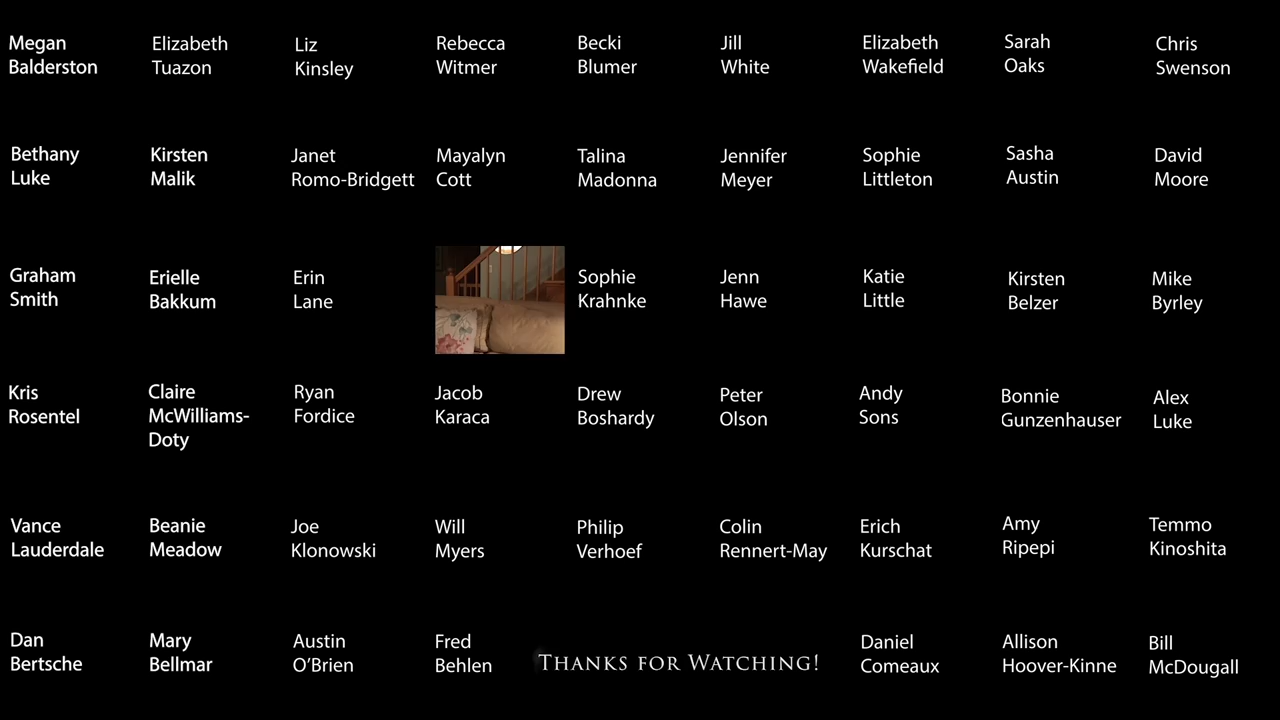 Megan
Balderston
Elizabeth
Tuazon
Liz
Kinsley
Rebecca
Witmer
Becki
Blumer
Jill
White
Elizabeth
Wakefield
Sarah
Oaks
Chris
Swenson
Bethany
Luke
Kirsten
Malik
Janet
Romo-Bridgett
Mayalyn
Cott
Talina
Madonna
Jennifer
Meyer
Sophie
Littleton
Sasha
Austin
David
Moore
Graham
Smith
Erielle
Bakkum
Erin
Lane
Sophie
Krahnke
Jenn
Hawe
Katie
Little
Kirsten
Belzer
Mike
Byrley
Kris
Rosentel
Claire
McWilliams-
Doty
Ryan
Fordice
Jacob
Karaca
Drew
Boshardy
Peter
Olson
Andy
Sons
Bonnie
Gunzenhauser
Alex
Luke
Vance
Lauderdale
Beanie
Meadow
Joe
Klonowski
Will
Myers
Philip
Verhoef
Colin
Rennert-May
Erich
Kurschat
Amy
Ripepi
Temmo
Kinoshita
Dan
Bertsche
Mary
Bellmar
Austin
O'Brien
Fred
Behlen
THANKS FOR WATCHING!
Daniel
Comeaux
Allison
Hoover-Kinne
Bill
McDougall